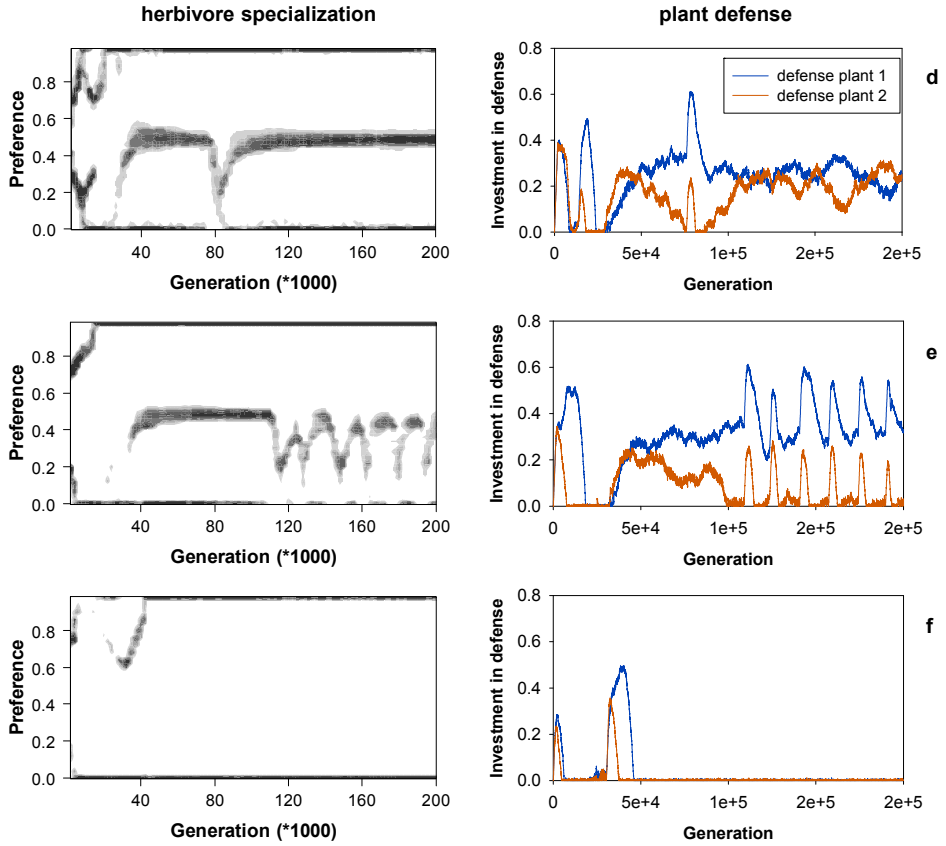 herbivore specialization
plant defense
Preference
0.8
0.6
0.4
0.2
0.0
40 80 120 160 200
Generation (*1000)
Investment in defense
0.8
0.6
0.4
0.2
0.0
defense plant 1
defense plant 2
0 5e+4 1e+5 2e+5 2e+5
Generation
d
Preference
0.8
0.6
0.4
0.2
0.0
40 80 120 160 200
Generation (*1000)
Investment in defense
0.8
0.6
0.4
0.2
0.0
0 5e+4 1e+5 2e+5 2e+5
Generation
e
Preference
0.8
0.6
0.4
0.2
0.0
40 80 120 160 200
Generation (*1000)
Investment in defense
0.8
0.6
0.4
0.2
0.0
0 5e+4 1e+5 2e+5 2e+5
Generation
f